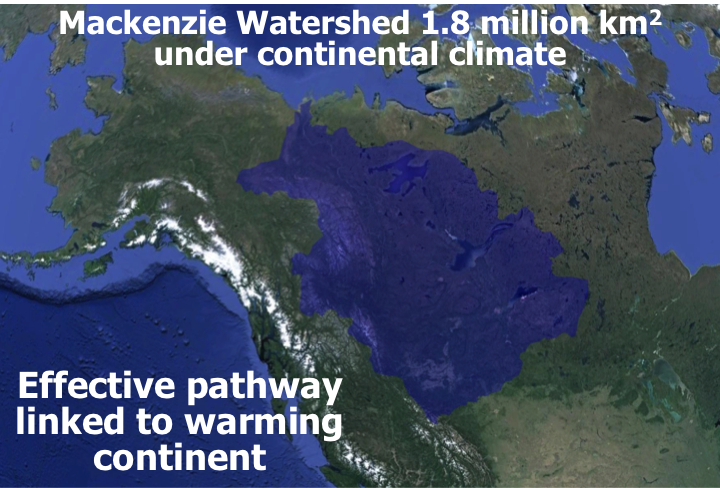 Mackenzie Watershed 1.8 million km²
under continental climate
Effective pathway
linked to warming
continent